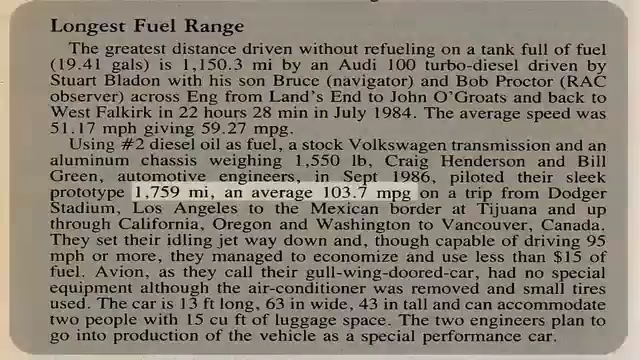 Longest Fuel Range
The greatest distance driven without refueling on a tank full of fuel
(19.41 gals) is 1,150.3 mi by an Audi 100 turbo-diesel driven by
Stuart Bladon with his son Bruce (navigator) and Bob Proctor (RAC
observer) across Eng from Land's End to John O'Groats and back to
West Falkirk in 22 hours 28 min in July 1984. The average speed was
51.17 mph giving 59.27 mpg.
Using #2 diesel oil as fuel, a stock Volkswagen transmission and an
aluminum chassis weighing 1,550 lb, Craig Henderson and Bill
Green, automotive engineers, in Sept 1986, piloted their sleek
prototype 1,759 mi, an average 103.7 mpg on a trip from Dodger
Stadium, Los Angeles to the Mexican border at Tijuana and up
through California, Oregon and Washington to Vancouver, Canada.
They set their idling jet way down and, though capable of driving 95
mph or more, they managed to economize and use less than $15 of
fuel. Avion, as they call their gull-wing-doored-car, had no special
equipment although the air-conditioner was removed and small tires
used. The car is 13 ft long, 63 in wide, 43 in tall and can accommodate
two people with 15 cu ft of luggage space. The two engineers plan to
go into production of the vehicle as a special performance car.